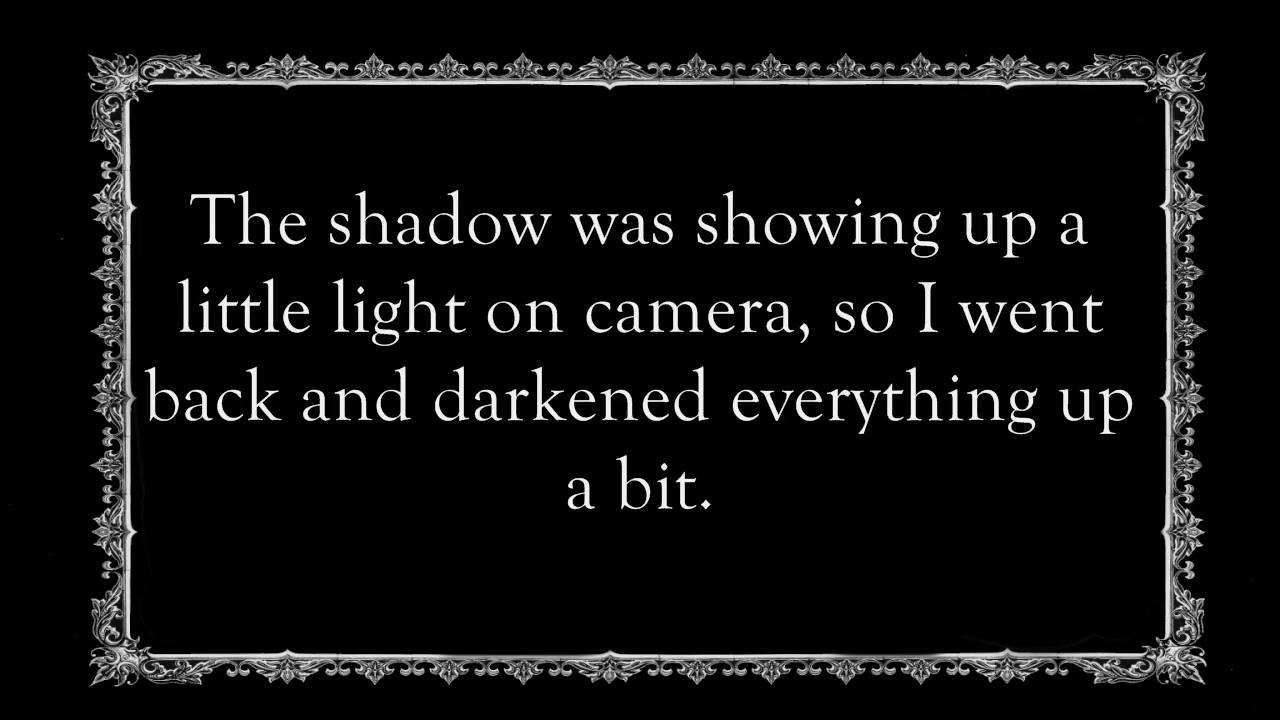 The shadow was showing up a
little light on camera, so I went
back and darkened everything up
a bit.